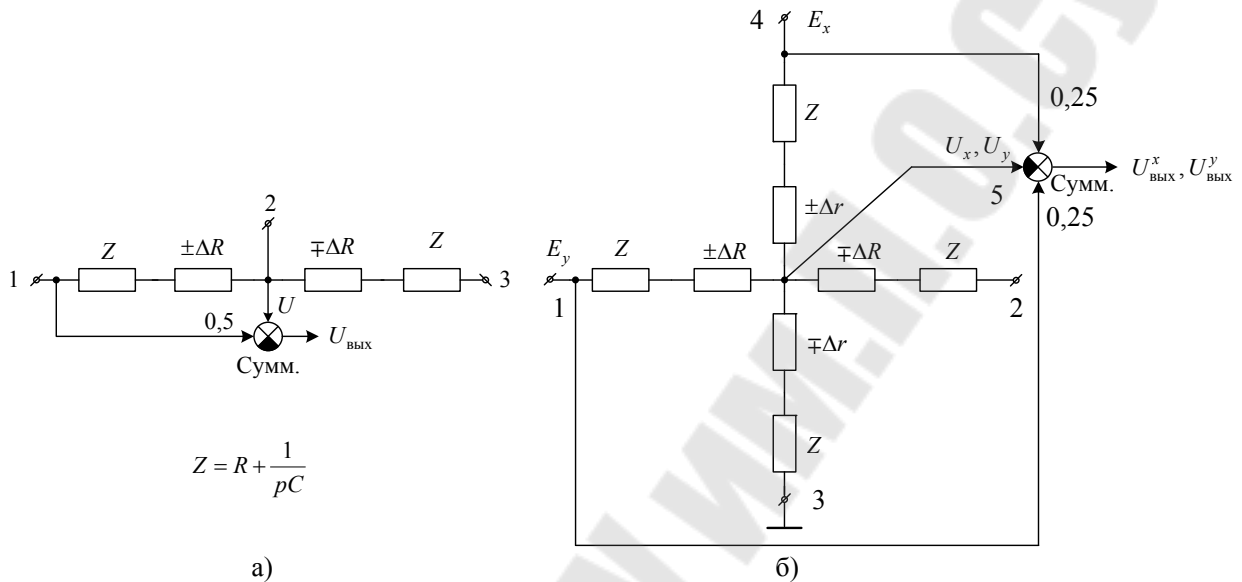 4
E_x
Z
0,25
U_x, U_y
5
Сумм.
U^x_вых, U^y_вых
0,25
±Δr
2
Z
±ΔR
∓ΔR
Z
1
3
U
0,5
U_вых
Сумм.
E_y
Z
±ΔR
∓ΔR
Z
1
2
∓Δr
Z
3
Z = R + 1/pC
а)
б)